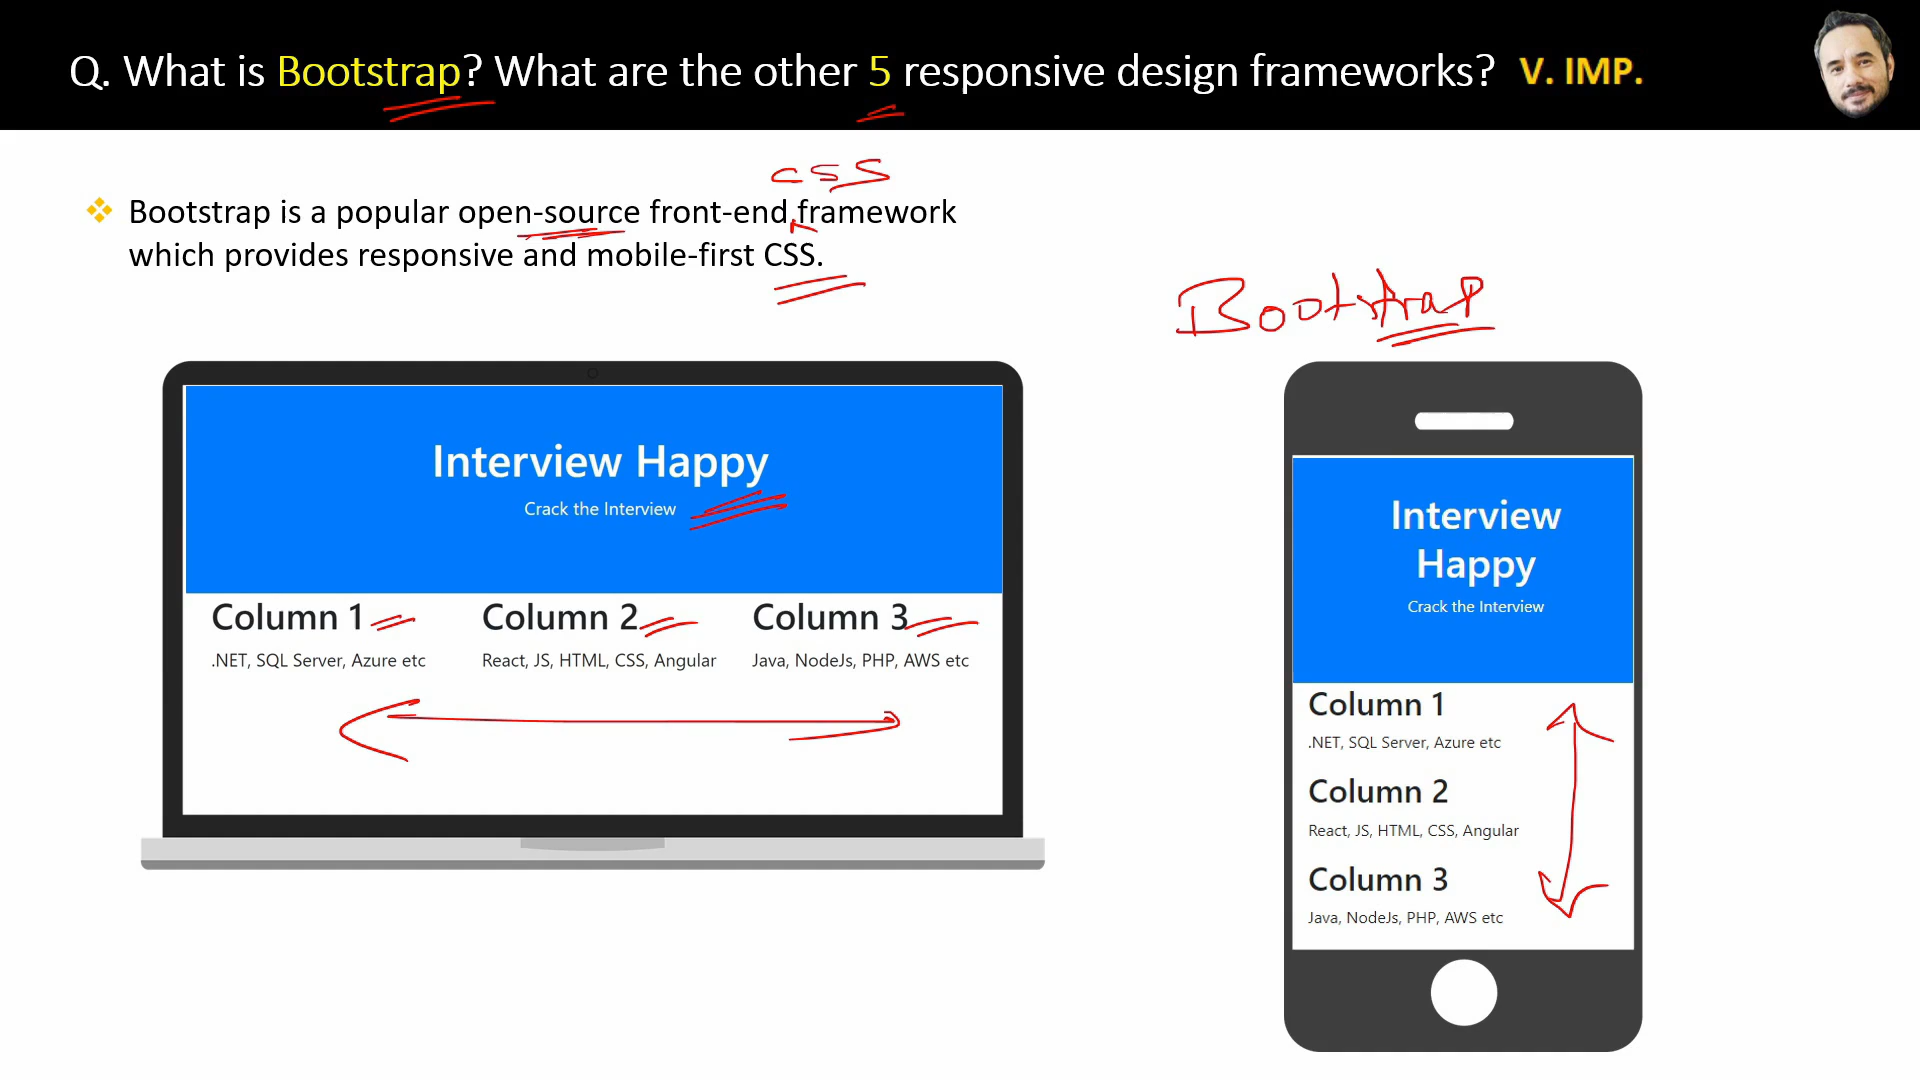 Q. What is Bootstrap? What are the other 5 responsive design frameworks? V. IMP.
css
❖ Bootstrap is a popular open-source front-end framework
which provides responsive and mobile-first CSS.
Bootstrap
Interview Happy
Crack the Interview
Column 1
.NET, SQL Server, Azure etc
Column 2
React, JS, HTML, CSS, Angular
Column 3
Java, NodeJs, PHP, AWS etc
Interview
Happy
Crack the Interview
Column 1
.NET, SQL Server, Azure etc
Column 2
React, JS, HTML, CSS, Angular
Column 3
Java, NodeJs, PHP, AWS etc